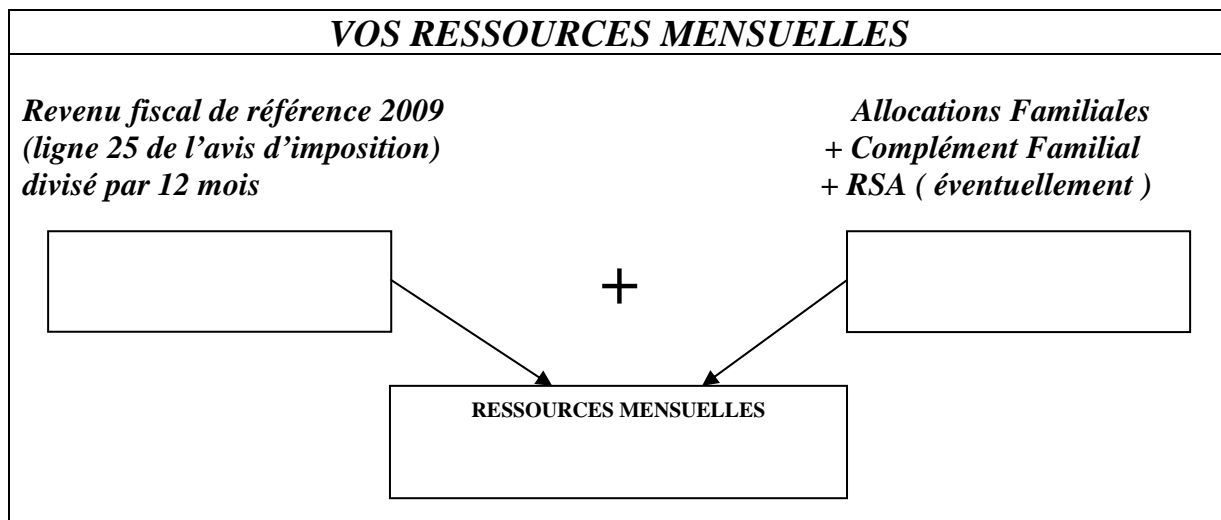 VOS RESSOURCES MENSUELLES
Revenu fiscal de référence 2009
(ligne 25 de l'avis d'imposition)
divisé par 12 mois
Allocations Familiales
+ Complément Familial
+ RSA ( éventuellement )
+
RESSOURCES MENSUELLES